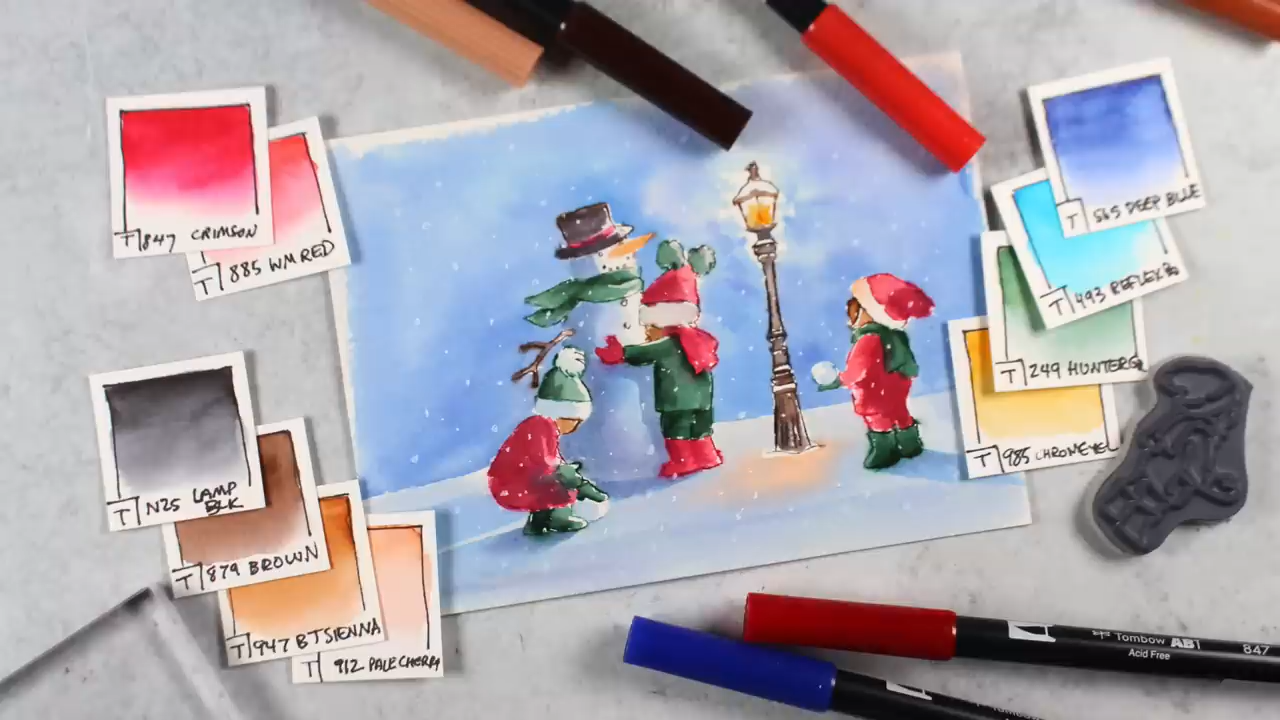 T 847 CRIMSON
T 885 WM RED
T N25 LAMP
BLK
T 879 BROWN
T 947 BT SIENNA
T 912 PALE CHERRY
T 565 DEEP BLUE
T 493 REFLEX
T 249 HUNTER
T 985 CHROME YEL
Tombow ABT
Acid Free
847